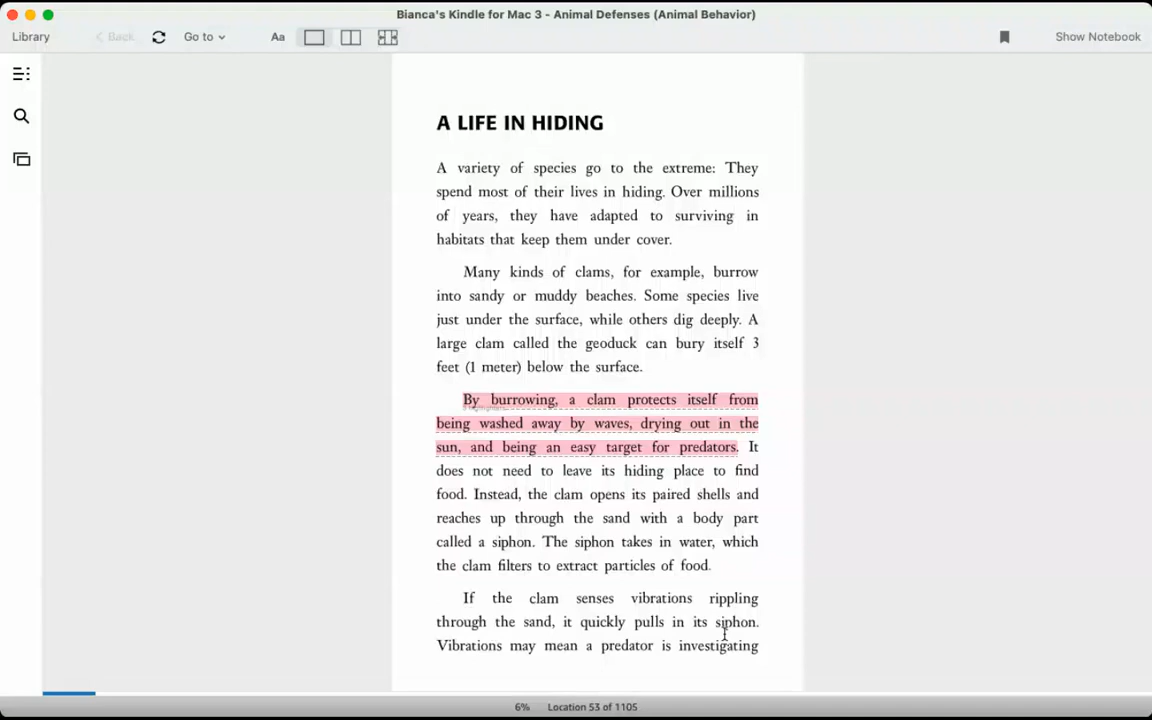 Bianca's Kindle for Mac 3 - Animal Defenses (Animal Behavior)
Library
Back
Go to
Aa
Show Notebook
A LIFE IN HIDING
A variety of species go to the extreme: They
spend most of their lives in hiding. Over millions
of years, they have adapted to surviving in
habitats that keep them under cover.
Many kinds of clams, for example, burrow
into sandy or muddy beaches. Some species live
just under the surface, while others dig deeply. A
large clam called the geoduck can bury itself 3
feet (1 meter) below the surface.
By burrowing, a clam protects itself from
being washed away by waves, drying out in the
sun, and being an easy target for predators. It
does not need to leave its hiding place to find
food. Instead, the clam opens its paired shells and
reaches up through the sand with a body part
called a siphon. The siphon takes in water, which
the clam filters to extract particles of food.
If the clam senses vibrations rippling
through the sand, it quickly pulls in its siphon.
Vibrations may mean a predator is investigating
6% Location 53 of 1105